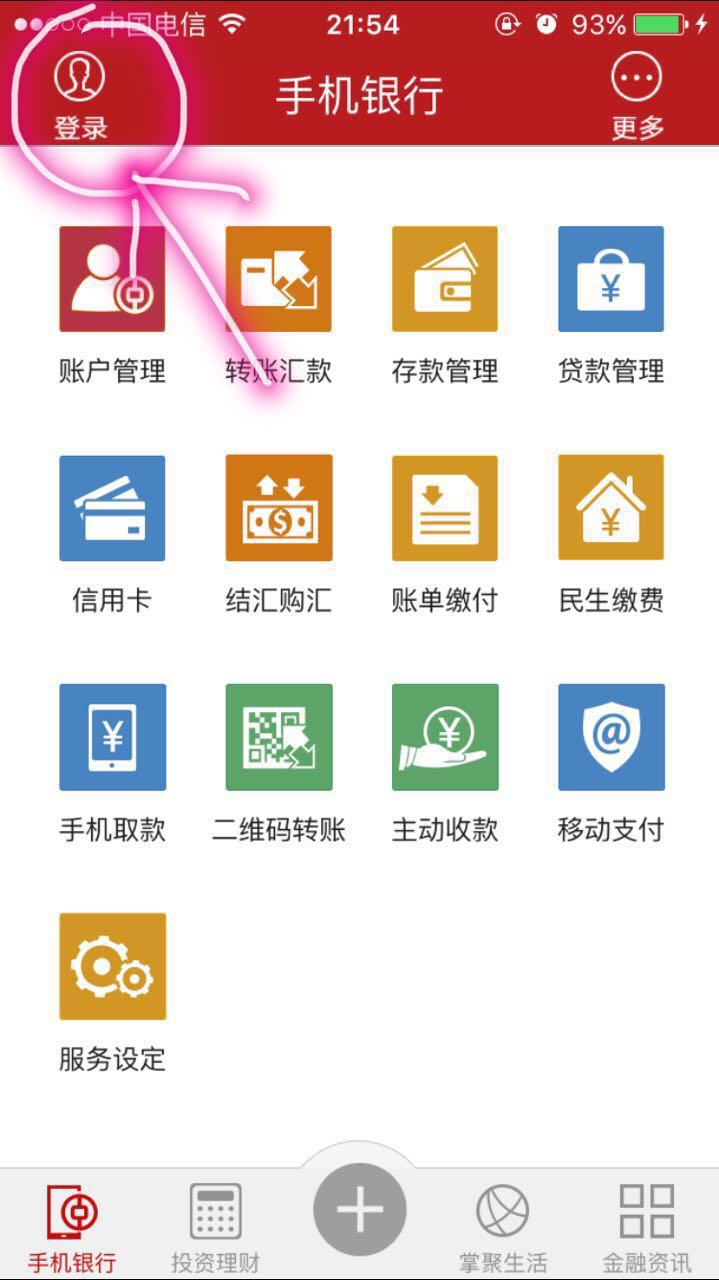 中国电信 21:54 93%
手机银行
登录 更多
账户管理 转账汇款 存款管理 贷款管理
信用卡 结汇购汇 账单缴付 民生缴费
手机取款 二维码转账 主动收款 移动支付
服务设定
手机银行 投资理财 掌聚生活 金融资讯